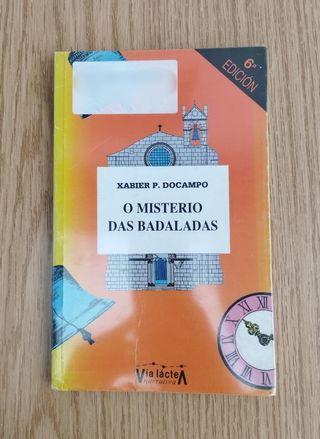 6ª
EDICIÓN
XABIER P. DOCAMPO
O MISTERIO
DAS BADALADAS
Vía lácteA
narrativa